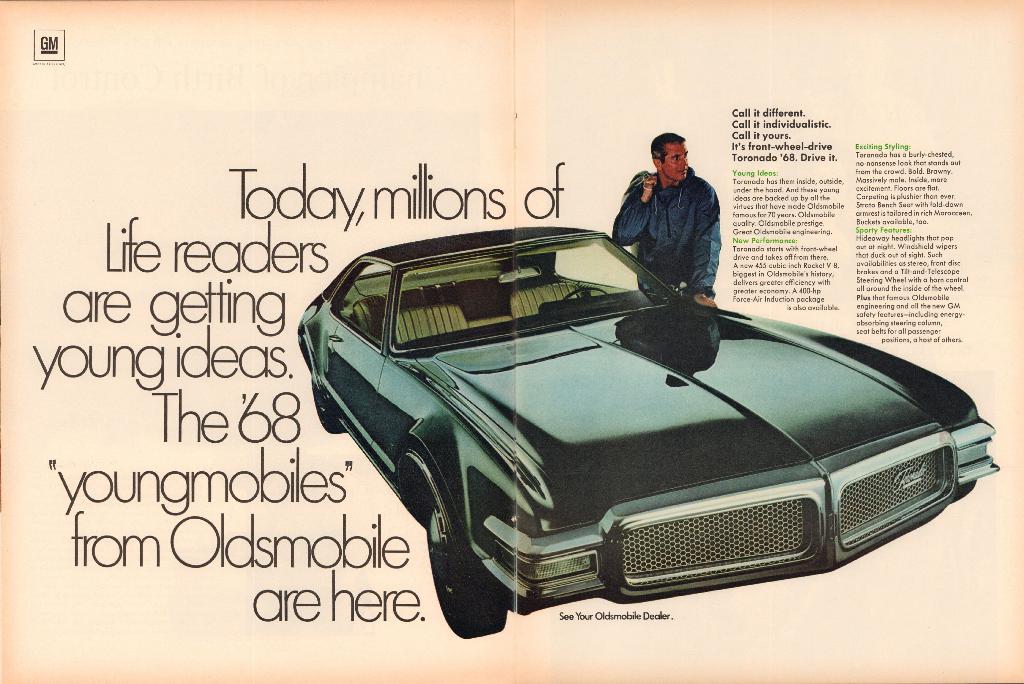 GM
Today, millions of
Life readers
are getting
young ideas.
The '68
"youngmobiles"
from Oldsmobile
are here.
Call it different.
Call it individualistic.
Call it yours.
It's front-wheel-drive
Toronado '68. Drive it.
Young Ideas:
Toronado has them inside, outside,
under the hood. And these young
ideas are backed up by all the
virtues that have made Oldsmobile
famous for 70 years. Oldsmobile
quality. Oldsmobile prestige.
Great Oldsmobile engineering.
New Performance:
Toronado starts with front-wheel
drive and takes off from there.
A new 455-cubic-inch Rocket V-8,
biggest in Oldsmobile's history,
delivers greater efficiency with
greater economy. A 400-hp
Force-Air Induction package
is also available.
Exciting Styling:
Toronado has a burly-chested,
no-nonsense look that stands out
from the crowd. Bold. Brawny.
Massively male. Inside, more
excitement. Floors are flat.
Carpeting is plushier than ever.
Strato Bench Seat with fold-down
armrest is tailored in rich Moroceen.
Buckets available, too.
Sporty Features:
Hideaway headlights that pop
out at night. Windshield wipers
that duck out of sight. Such
availabilities as stereo, front disc
brakes and a Tilt-and-Telescope
Steering Wheel with a horn control
all around the inside of the wheel.
Plus that famous Oldsmobile
engineering and all the new GM
safety features—including energy-
absorbing steering column,
seat belts for all passenger
positions, a host of others.
Toronado
See Your Oldsmobile Dealer.